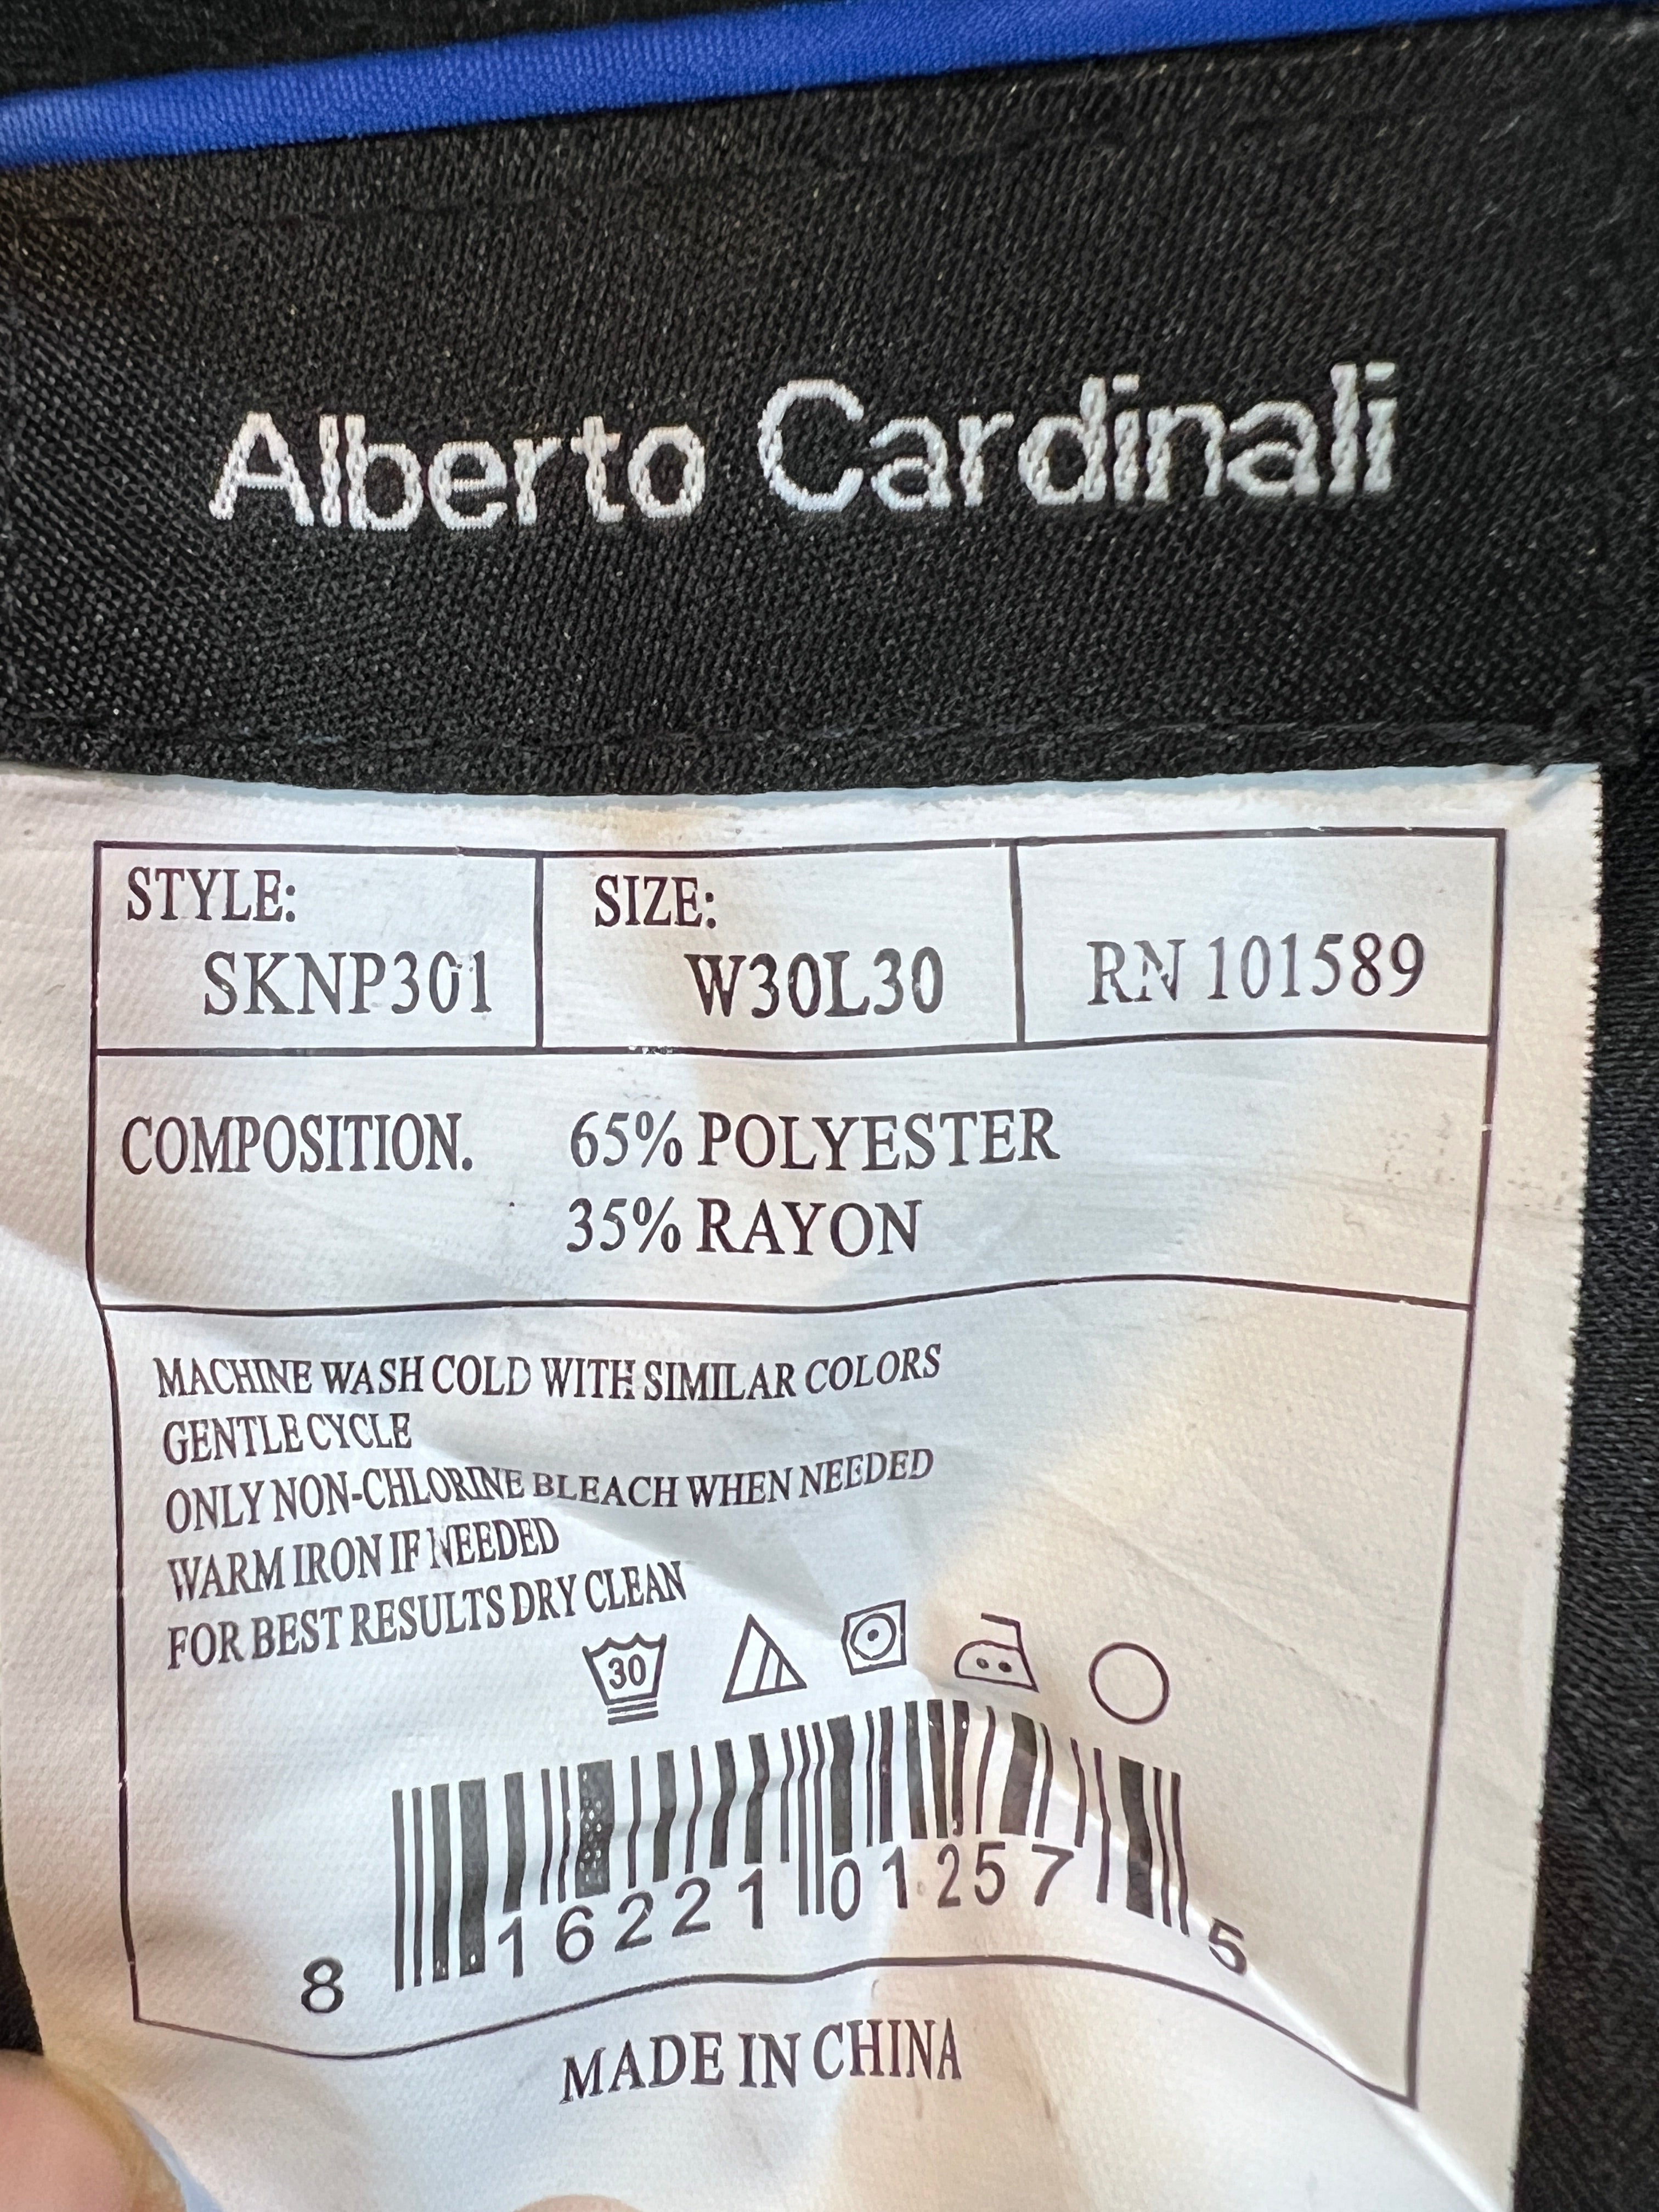 Alberto Cardinali
STYLE:
SKNP301
SIZE:
W30L30
RN 101589
COMPOSITION. 65% POLYESTER
35% RAYON
MACHINE WASH COLD WITH SIMILAR COLORS
GENTLE CYCLE
ONLY NON-CHLORINE BLEACH WHEN NEEDED
WARM IRON IF NEEDED
FOR BEST RESULTS DRY CLEAN
30
8 16221 01257 5
MADE IN CHINA